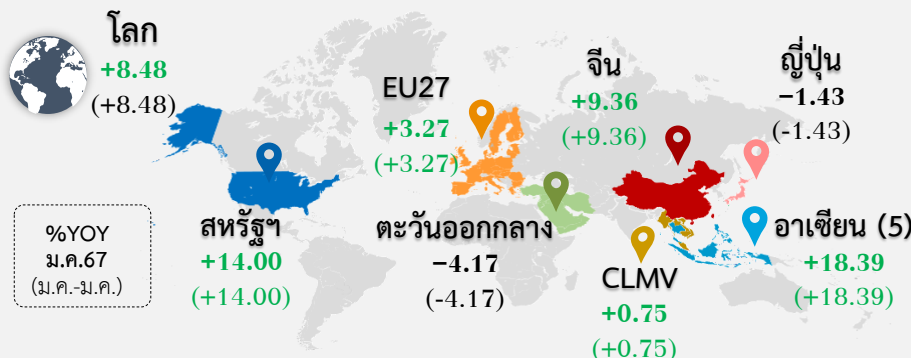 โลก
+8.48
(+8.48)
EU27
+3.27
(+3.27)
จีน
+9.36
(+9.36)
ญี่ปุ่น
−1.43
(-1.43)
%YOY
ม.ค.67
(ม.ค.-ม.ค.)
สหรัฐฯ
+14.00
(+14.00)
ตะวันออกกลาง
−4.17
(-4.17)
CLMV
+0.75
(+0.75)
อาเซียน (5)
+18.39
(+18.39)